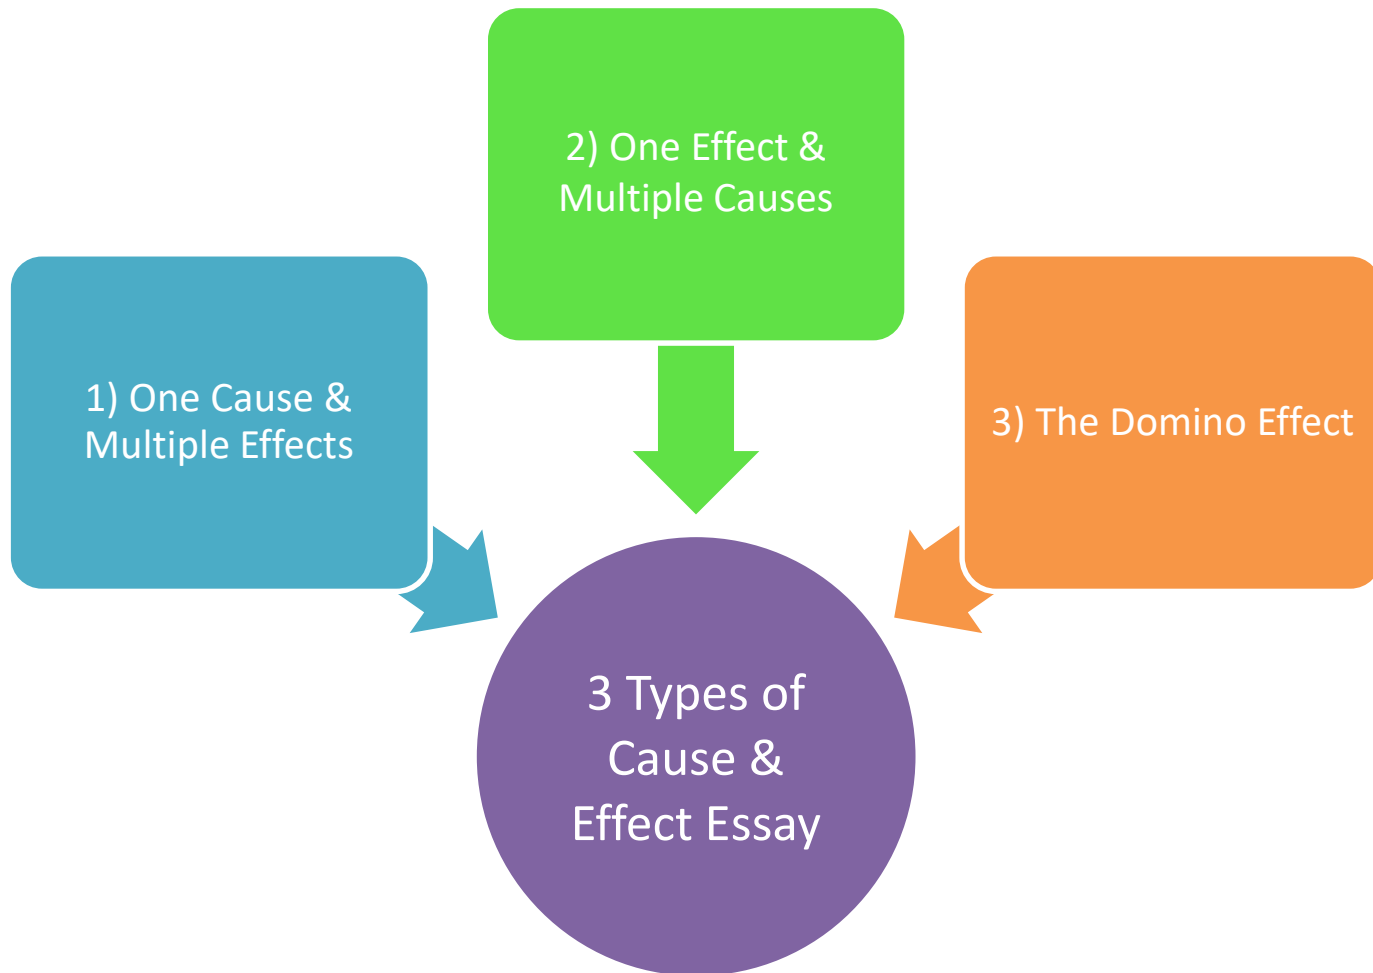 1) One Cause &
Multiple Effects
2) One Effect &
Multiple Causes
3) The Domino Effect
3 Types of
Cause &
Effect Essay